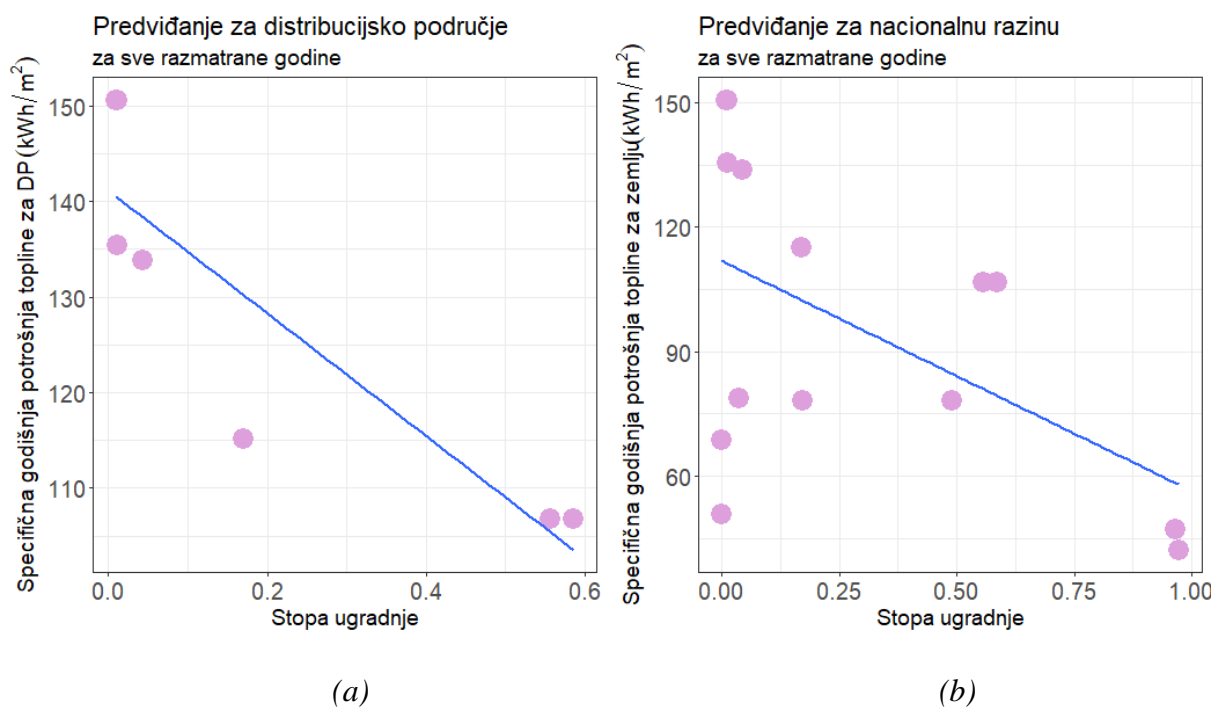 Predviđanje za distribucijsko područje
za sve razmatrane godine
Specifična godišnja potrošnja topline za DP(kWh/m²)
150
140
130
120
110
0.0 0.2 0.4 0.6
Stopa ugradnje
(a)
Predviđanje za nacionalnu razinu
za sve razmatrane godine
Specifična godišnja potrošnja topline za zemlju(kWh/m²)
150
120
90
60
0.00 0.25 0.50 0.75 1.00
Stopa ugradnje
(b)